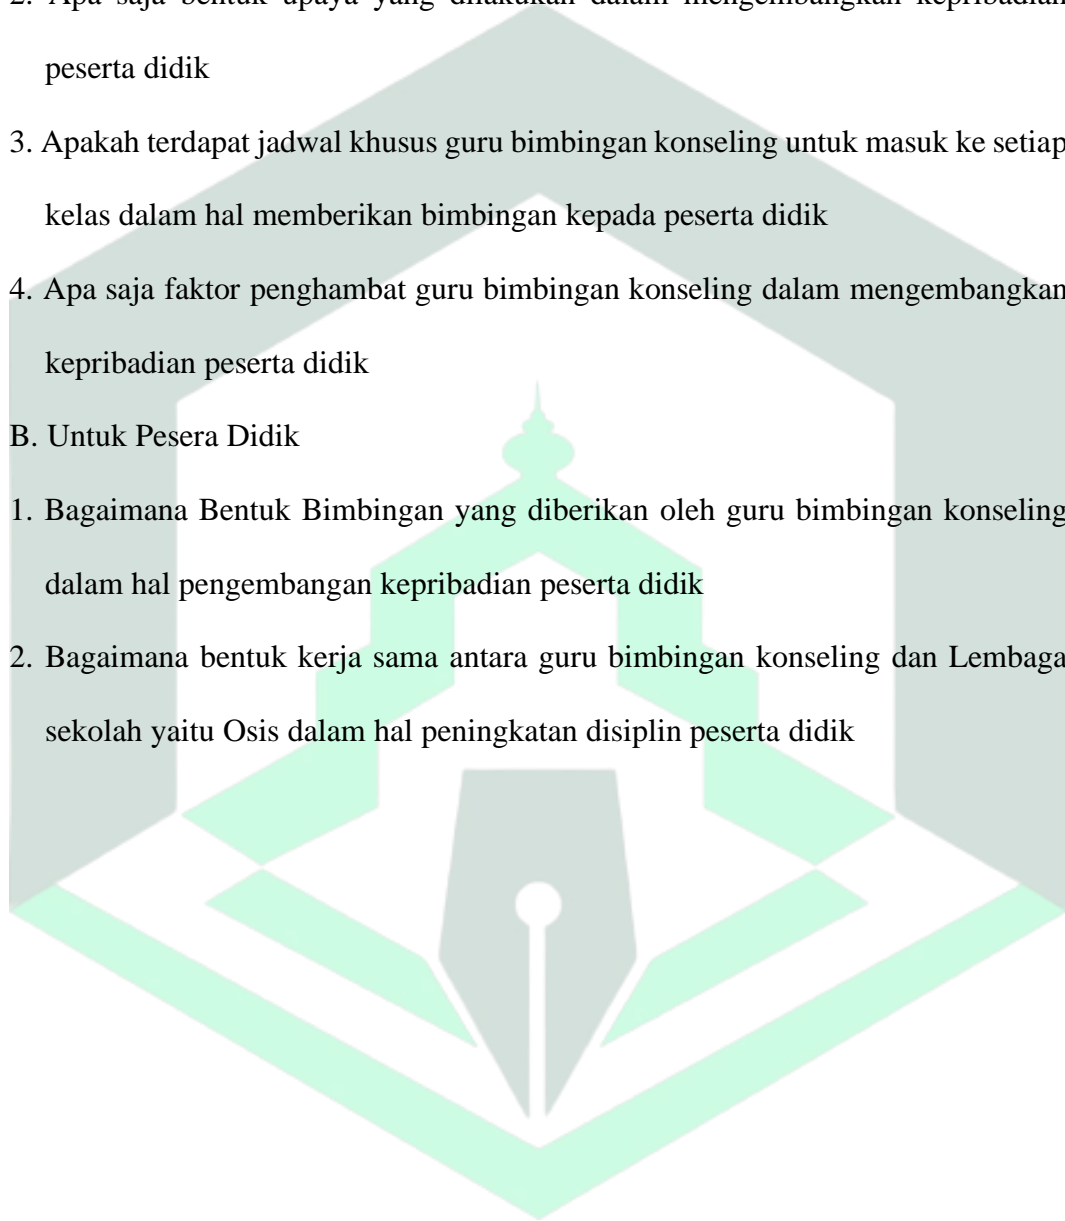 2. Apa saja bentuk upaya yang dilakukan dalam mengembangkan kepribadian
peserta didik
3. Apakah terdapat jadwal khusus guru bimbingan konseling untuk masuk ke setiap
kelas dalam hal memberikan bimbingan kepada peserta didik
4. Apa saja faktor penghambat guru bimbingan konseling dalam mengembangkan
kepribadian peserta didik
B. Untuk Pesera Didik
1. Bagaimana Bentuk Bimbingan yang diberikan oleh guru bimbingan konseling
dalam hal pengembangan kepribadian peserta didik
2. Bagaimana bentuk kerja sama antara guru bimbingan konseling dan Lembaga
sekolah yaitu Osis dalam hal peningkatan disiplin peserta didik